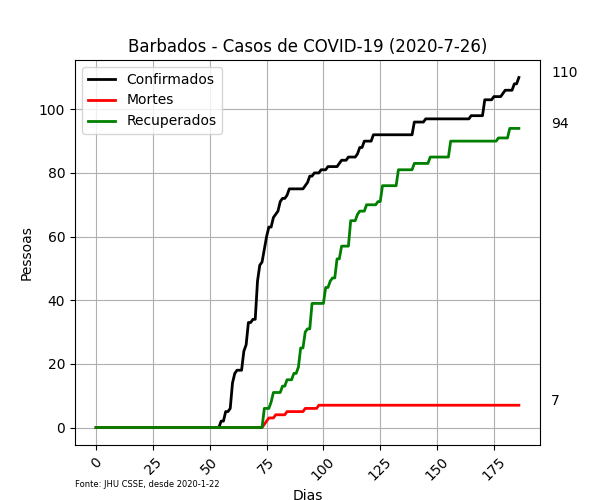 Barbados - Casos de COVID-19 (2020-7-26)
Confirmados
Mortes
Recuperados
110
94
7
Pessoas
100
80
60
40
20
0
0
25
50
75
100
125
150
175
Fonte: JHU CSSE, desde 2020-1-22
Dias